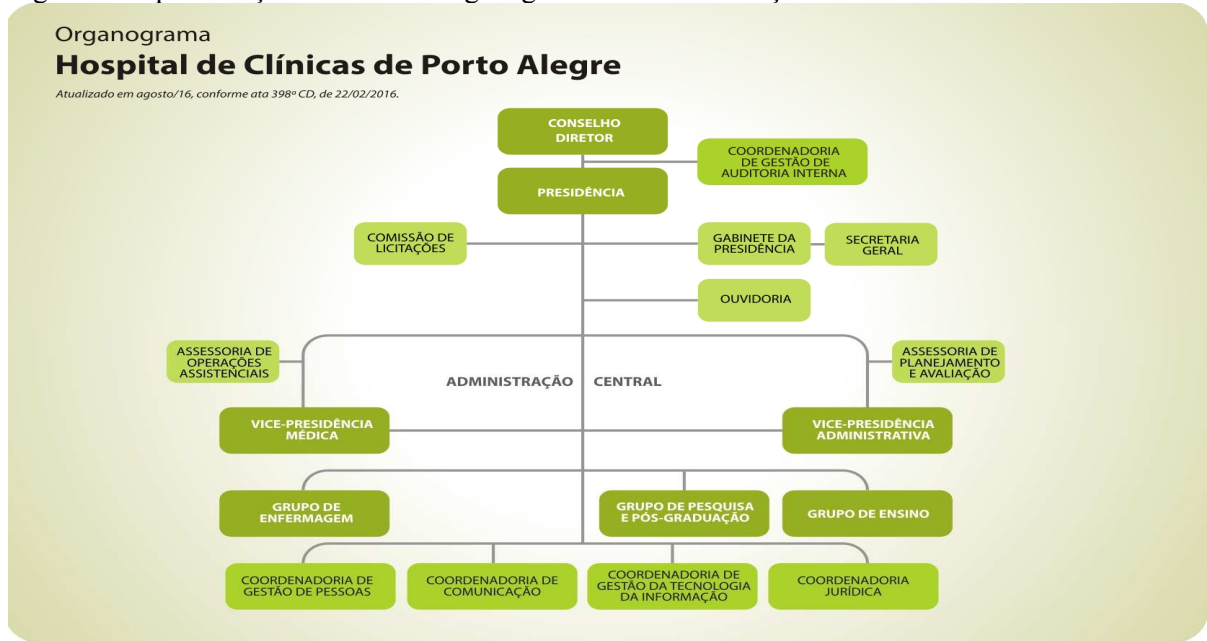 Organograma
Hospital de Clínicas de Porto Alegre
Atualizado em agosto/16, conforme ata 398ª CD, de 22/02/2016.
CONSELHO
DIRETOR
COORDENADORIA
DE GESTÃO DE
AUDITORIA INTERNA
PRESIDÊNCIA
COMISSÃO DE
LICITAÇÕES
GABINETE DA
PRESIDÊNCIA
SECRETARIA
GERAL
OUVIDORIA
ASSESSORIA DE
OPERAÇÕES
ASSISTENCIAIS
ASSESSORIA DE
PLANEJAMENTO
E AVALIAÇÃO
ADMINISTRAÇÃO CENTRAL
VICE-PRESIDÊNCIA
MÉDICA
VICE-PRESIDÊNCIA
ADMINISTRATIVA
GRUPO DE
ENFERMAGEM
GRUPO DE PESQUISA
E PÓS-GRADUAÇÃO
GRUPO DE ENSINO
COORDENADORIA DE
GESTÃO DE PESSOAS
COORDENADORIA DE
COMUNICAÇÃO
COORDENADORIA DE
GESTÃO DA TECNOLOGIA
DA INFORMAÇÃO
COORDENADORIA
JURÍDICA